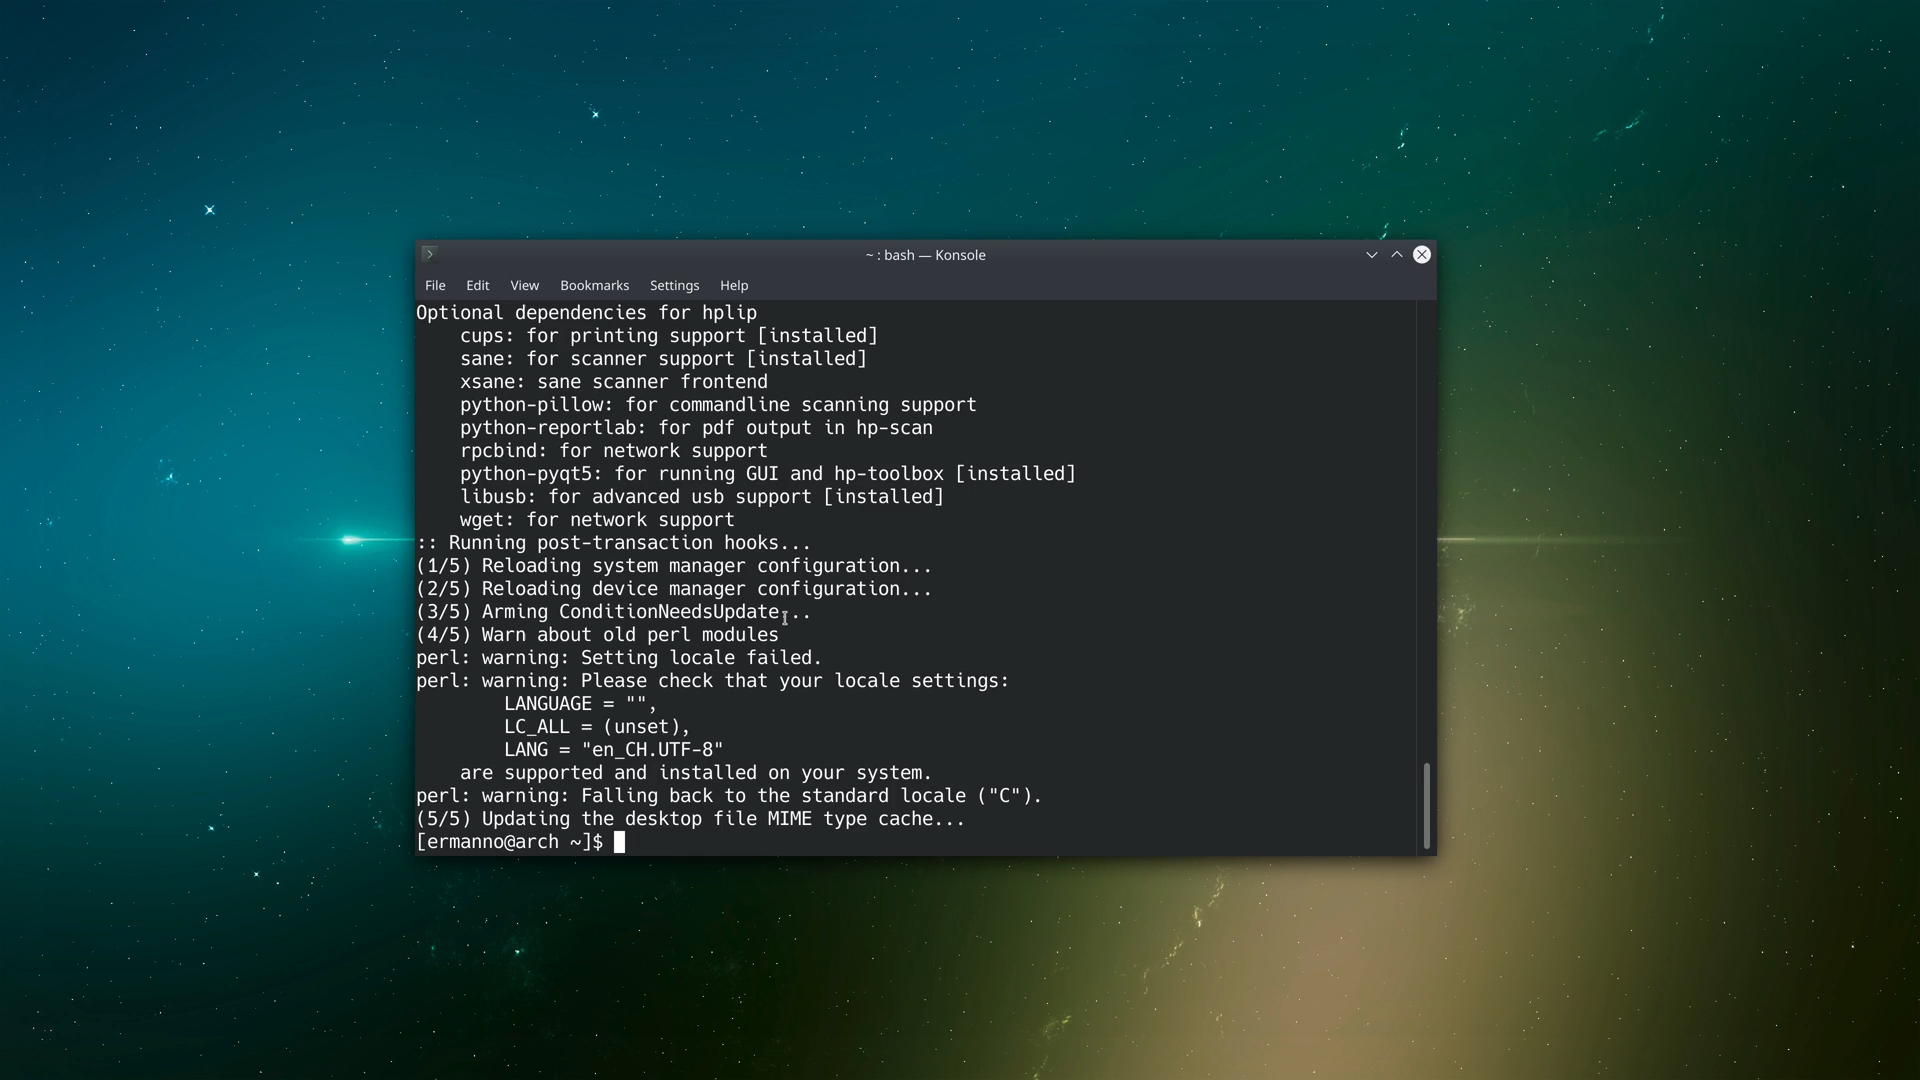 ~ : bash — Konsole
File Edit View Bookmarks Settings Help
Optional dependencies for hplip
    cups: for printing support [installed]
    sane: for scanner support [installed]
    xsane: sane scanner frontend
    python-pillow: for commandline scanning support
    python-reportlab: for pdf output in hp-scan
    rpcbind: for network support
    python-pyqt5: for running GUI and hp-toolbox [installed]
    libusb: for advanced usb support [installed]
    wget: for network support
:: Running post-transaction hooks...
(1/5) Reloading system manager configuration...
(2/5) Reloading device manager configuration...
(3/5) Arming ConditionNeedsUpdate...
(4/5) Warn about old perl modules
perl: warning: Setting locale failed.
perl: warning: Please check that your locale settings:
        LANGUAGE = "",
        LC_ALL = (unset),
        LANG = "en_CH.UTF-8"
    are supported and installed on your system.
perl: warning: Falling back to the standard locale ("C").
(5/5) Updating the desktop file MIME type cache...
[ermanno@arch ~]$